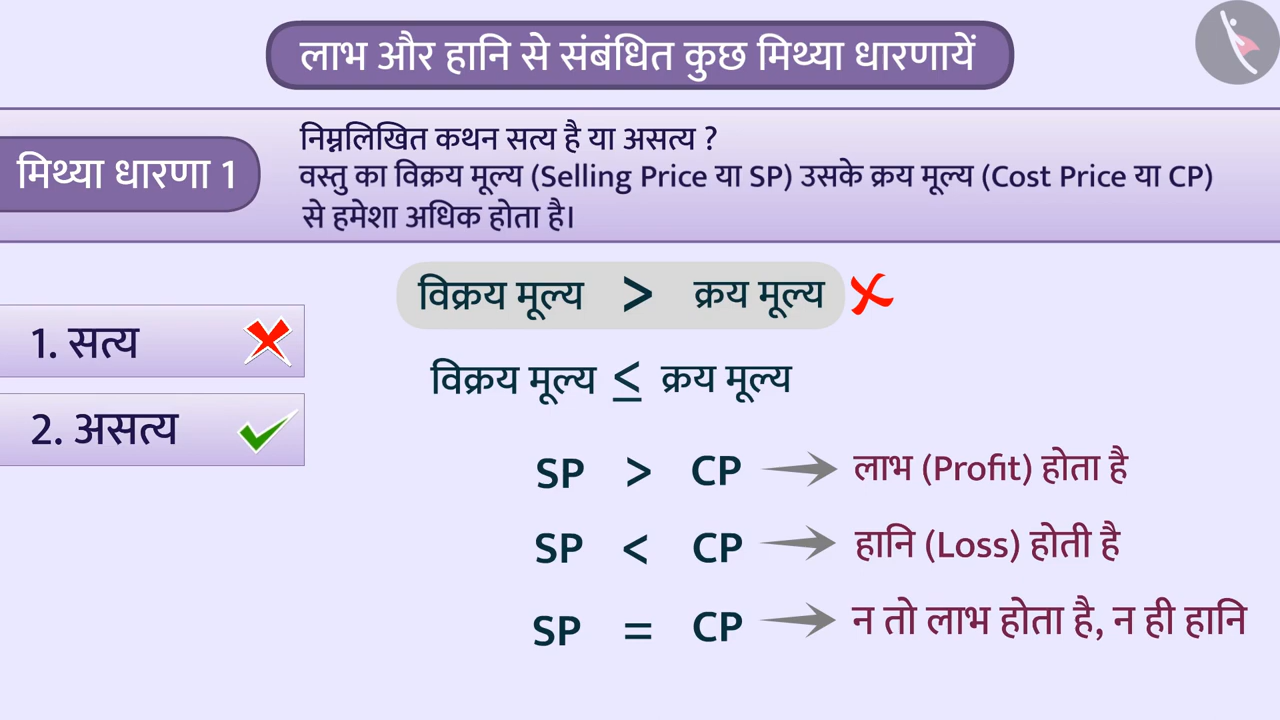 लाभ और हानि से संबंधित कुछ मिथ्या धारणायें
मिथ्या धारणा 1
निम्नलिखित कथन सत्य है या असत्य ?
वस्तु का विक्रय मूल्य (Selling Price या SP) उसके क्रय मूल्य (Cost Price या CP)
से हमेशा अधिक होता है।
विक्रय मूल्य > क्रय मूल्य
1. सत्य
विक्रय मूल्य ≤ क्रय मूल्य
2. असत्य
SP > CP → लाभ (Profit) होता है
SP < CP → हानि (Loss) होती है
SP = CP → न तो लाभ होता है, न ही हानि